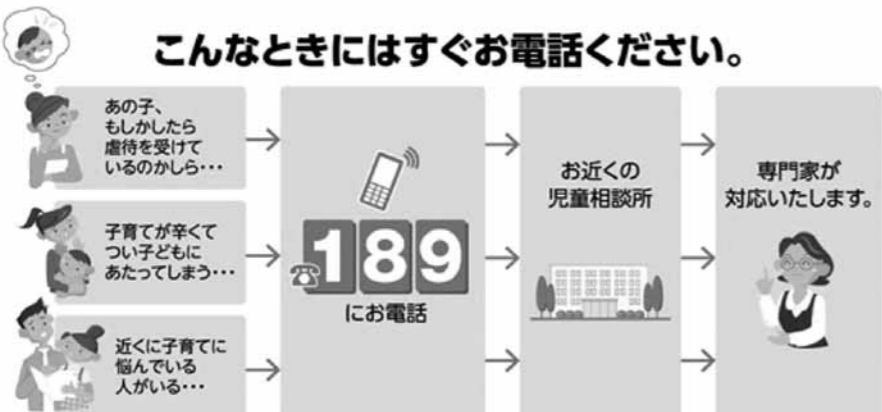 こんなときにはすぐお電話ください。
あの子、
もしかしたら
虐待を受けて
いるのかしら・・・
子育てが辛くて
つい子どもに
あたってしまう・・・
近くに子育てに
悩んでいる
人がいる・・・
189
にお電話
お近くの
児童相談所
専門家が
対応いたします。